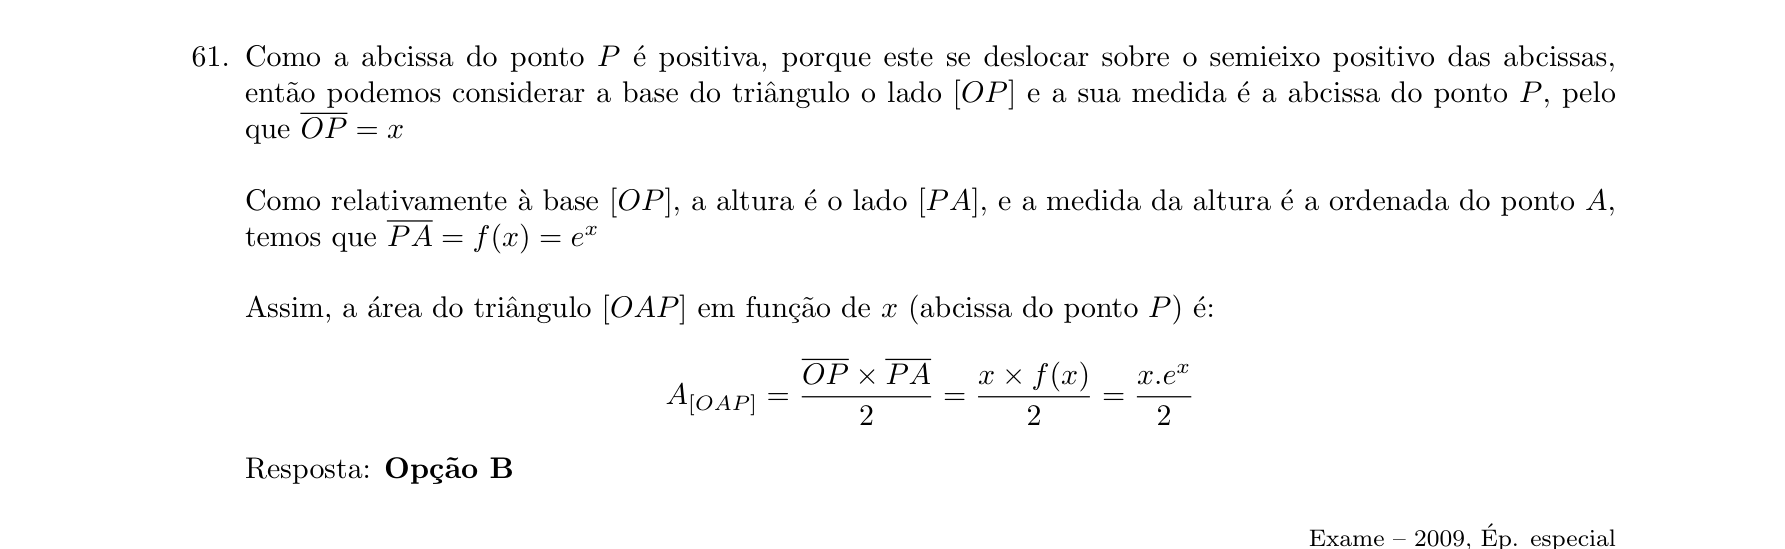 61. Como a abcissa do ponto P é positiva, porque este se deslocar sobre o semieixo positivo das abcissas,
então podemos considerar a base do triângulo o lado [OP] e a sua medida é a abcissa do ponto P, pelo
que $\overline{OP} = x$
Como relativamente à base [OP], a altura é o lado [PA], e a medida da altura é a ordenada do ponto A,
temos que $\overline{PA} = f(x) = e^x$
Assim, a área do triângulo [OAP] em função de x (abcissa do ponto P) é:
$A_{[OAP]} = \frac{\overline{OP} \times \overline{PA}}{2} = \frac{x \times f(x)}{2} = \frac{x.e^x}{2}$
Resposta: Opção B
Exame – 2009, Ép. especial